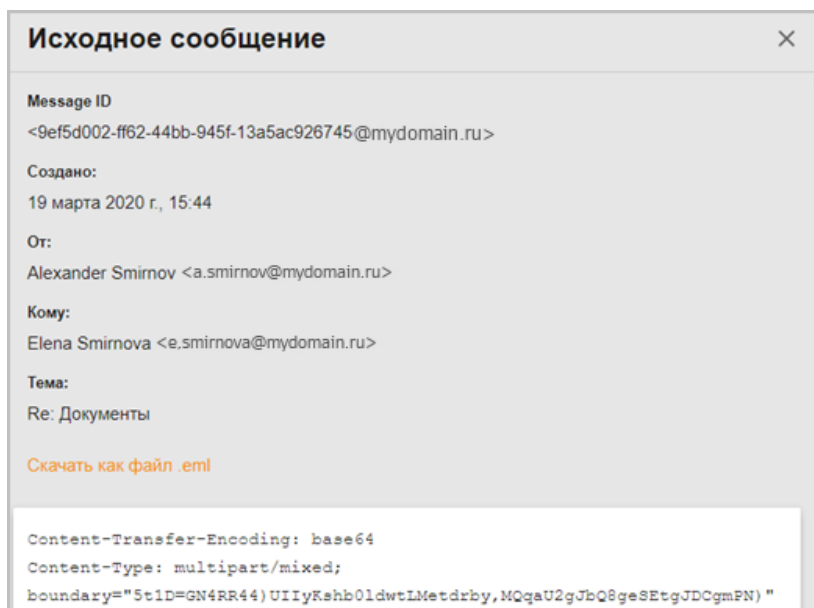 Исходное сообщение
Message ID
<9ef5d002-ff62-44bb-945f-13a5ac926745@mydomain.ru>
Создано:
19 марта 2020 г., 15:44
От:
Alexander Smirnov <a.smirnov@mydomain.ru>
Кому:
Elena Smirnova <e,smirnova@mydomain.ru>
Тема:
Re: Документы
Скачать как файл .eml
Content-Transfer-Encoding: base64
Content-Type: multipart/mixed;
boundary="5t1D=GN4RR44)UIIyKshb0ldwtLMetdrby,MQqaU2gJbQ8geSEtgJDCgmPN)"